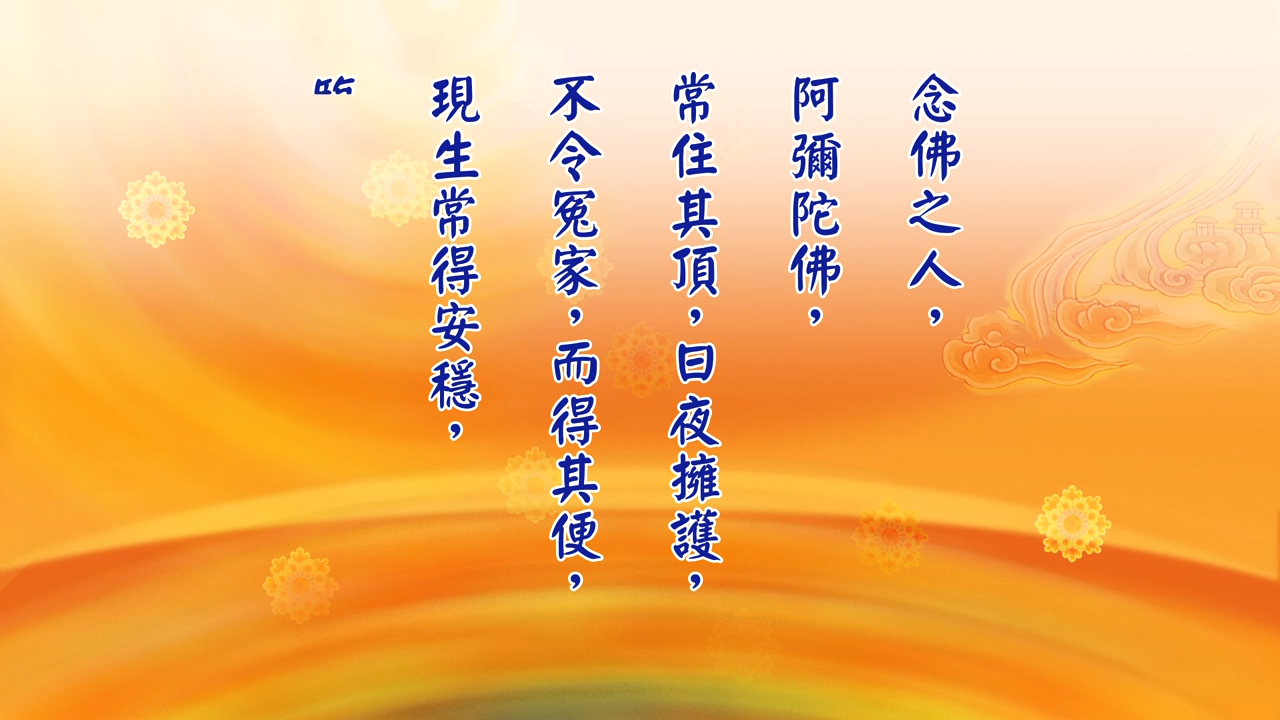 念佛之人，
阿彌陀佛，
常住其頂，日夜擁護，
不令冤家，而得其便，
現生常得安穩，